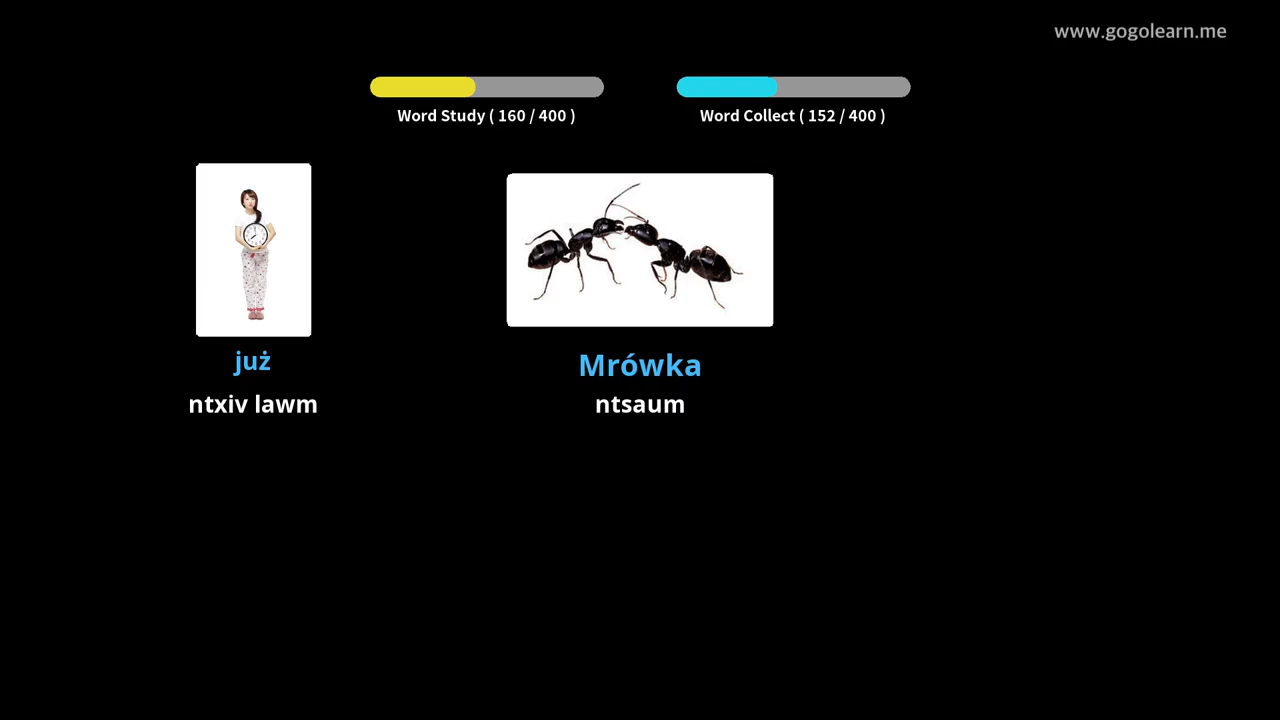 www.gogolearn.me
Word Study ( 160 / 400 )
Word Collect ( 152 / 400 )
już
ntxiv lawm
Mrówka
ntsaum